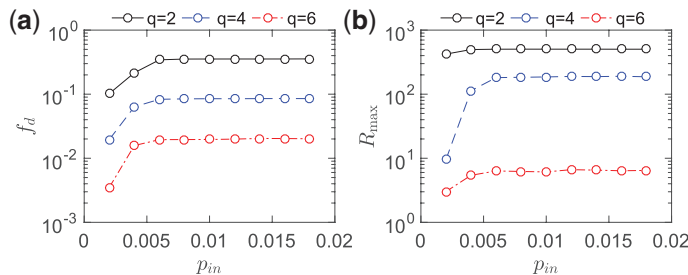 (a) q=2 q=4 q=6
10^0
10^-1
10^-2
10^-3
f_d
0 0.005 0.01 0.015 0.02
p_in
(b) q=2 q=4 q=6
10^3
10^2
10^1
10^0
R_max
0 0.005 0.01 0.015 0.02
p_in